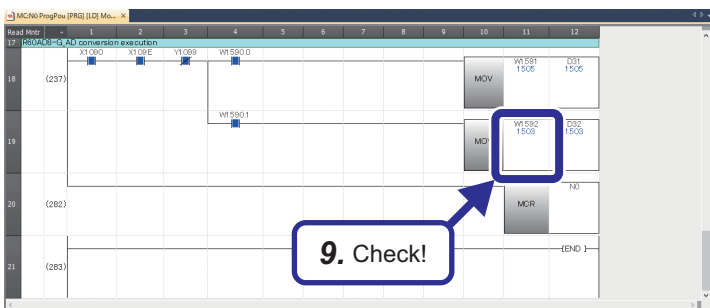 MC:N0 ProgPou [PRG] [LD] Mo... ×
Read Mntr 1 2 3 4 5 6 7 8 9 10 11 12
17 R60AD8-G_AD conversion execution
X1090 X109E Y1099 W1590.0
W1591 D31
1505 1505
18 (237) MOV
W1590.1
W1592 D32
1503 1503
19 MO
N0
20 (282) MCR
9. Check!
[END]
21 (283)